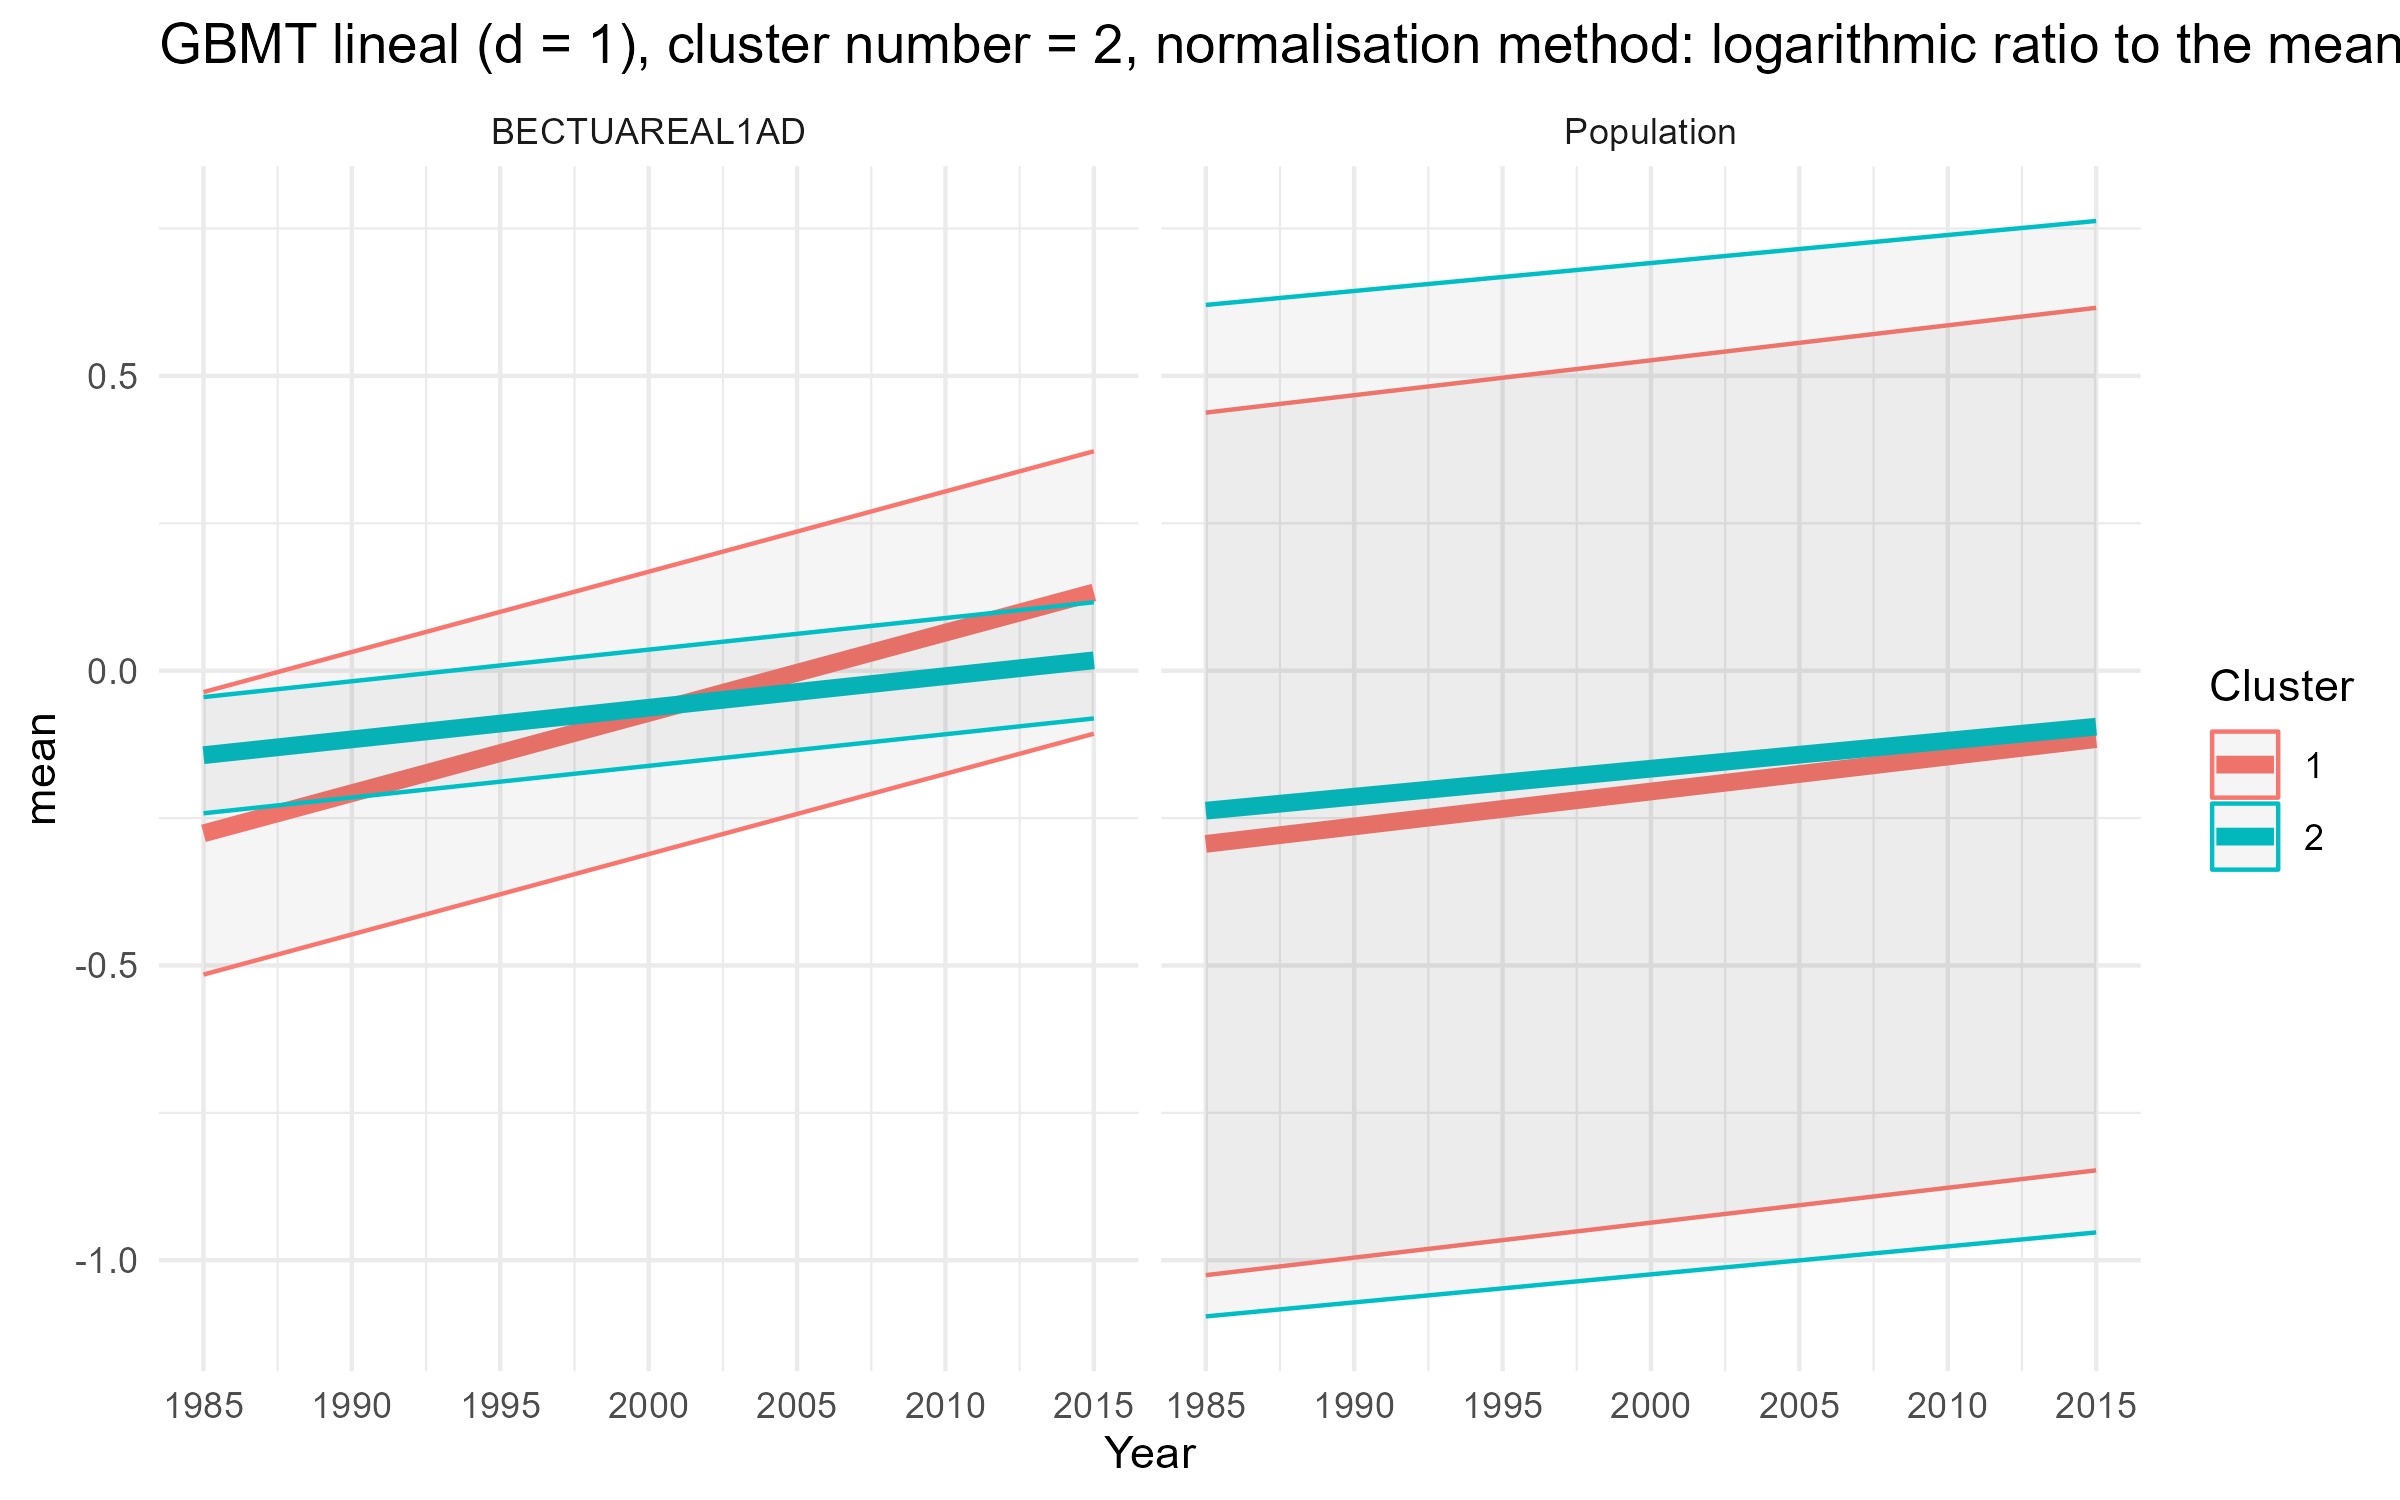 GBMT lineal (d = 1), cluster number = 2, normalisation method: logarithmic ratio to the mean
BECTUAREAL1AD Population
0.5
0.0
-0.5
-1.0
mean
1985 1990 1995 2000 2005 2010 2015 1985 1990 1995 2000 2005 2010 2015
Year
Cluster
1
2